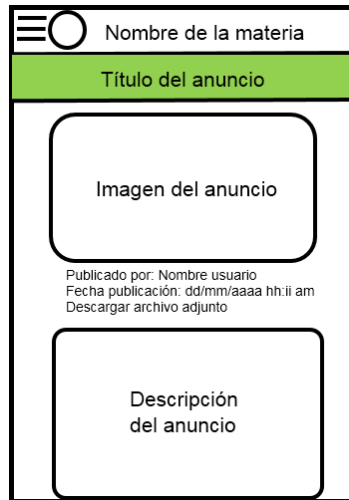 Nombre de la materia
Título del anuncio
Imagen del anuncio
Publicado por: Nombre usuario
Fecha publicación: dd/mm/aaaa hh:ii am
Descargar archivo adjunto
Descripción
del anuncio